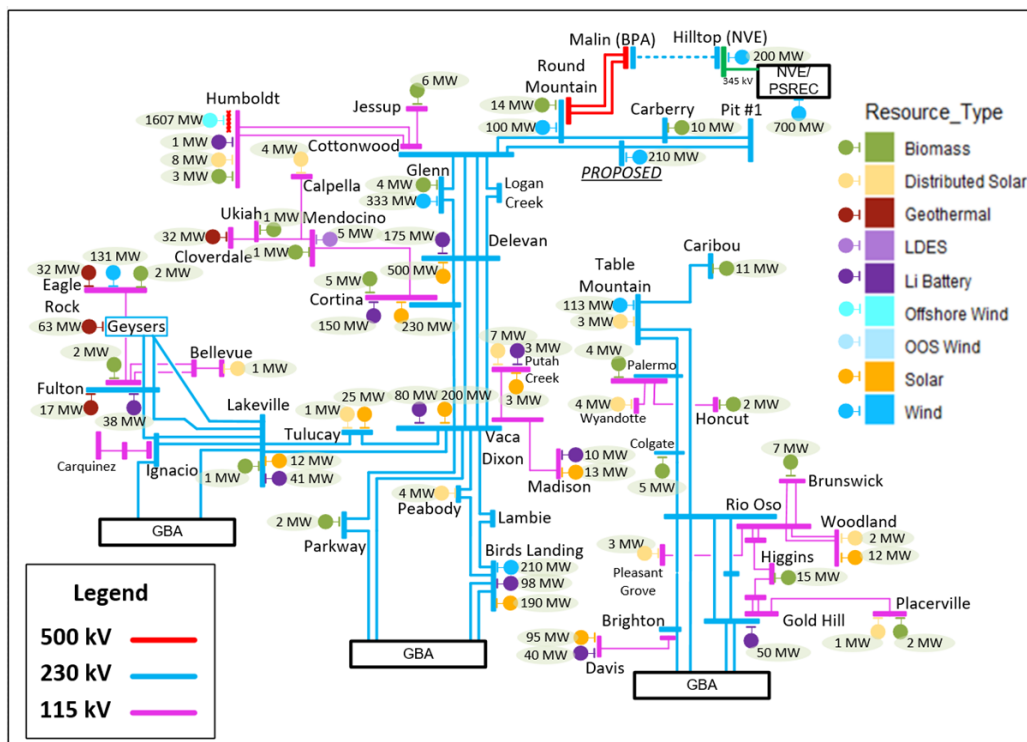 Malin (BPA)
Hilltop (NVE)
200 MW
345 kV
NVE/
PSREC
700 MW
Round
Mountain
14 MW
100 MW
Carberry
10 MW
Pit #1
210 MW
PROPOSED
6 MW
Jessup
Humboldt
1607 MW
1 MW
8 MW
3 MW
Cottonwood
4 MW
Calpella
Glenn
4 MW
333 MW
Logan
Creek
Ukiah
1 MW
Mendocino
32 MW
Cloverdale
5 MW
1 MW
175 MW
Delevan
500 MW
5 MW
Cortina
150 MW
230 MW
131 MW
32 MW
2 MW
Eagle
Rock
63 MW
Geysers
2 MW
Bellevue
1 MW
Fulton
17 MW
38 MW
Lakeville
25 MW
1 MW
Tulucay
80 MW
200 MW
Vaca
Dixon
7 MW
3 MW
Putah
Creek
3 MW
10 MW
13 MW
Madison
Carquinez
Ignacio
12 MW
1 MW
41 MW
GBA
4 MW
Peabody
Lambie
2 MW
Parkway
Birds Landing
210 MW
98 MW
190 MW
GBA
Caribou
11 MW
Table
Mountain
113 MW
3 MW
4 MW
Palermo
4 MW
Wyandotte
2 MW
Honcut
Colgate
5 MW
7 MW
Brunswick
Rio Oso
Woodland
2 MW
12 MW
3 MW
Pleasant
Grove
Higgins
15 MW
Placerville
Gold Hill
1 MW
2 MW
50 MW
Brighton
95 MW
40 MW
Davis
GBA
Resource_Type
Biomass
Distributed Solar
Geothermal
LDES
Li Battery
Offshore Wind
OOS Wind
Solar
Wind
Legend
500 kV
230 kV
115 kV